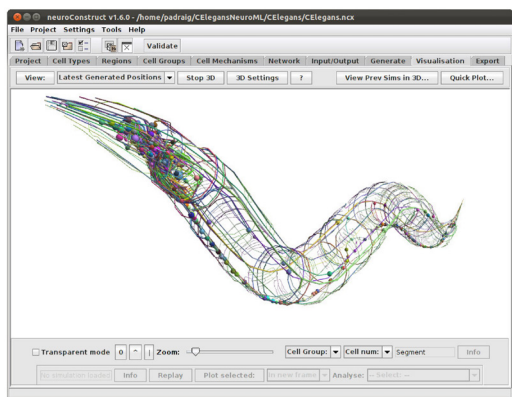 neuroConstruct v1.6.0 - /home/padraig/CElegansNeuroML/CElegans/CElegans.ncx
File Project Settings Tools Help
Validate
Project Cell Types Regions Cell Groups Cell Mechanisms Network Input/Output Generate Visualisation Export
View: Latest Generated Positions Stop 3D 3D Settings ? View Prev Sims in 3D... Quick Plot...
Transparent mode 0 ^ | Zoom: Cell Group: Cell num: Segment Info
No simulation loaded Info Replay Plot selected: In new frame Analyse: -- Select: --